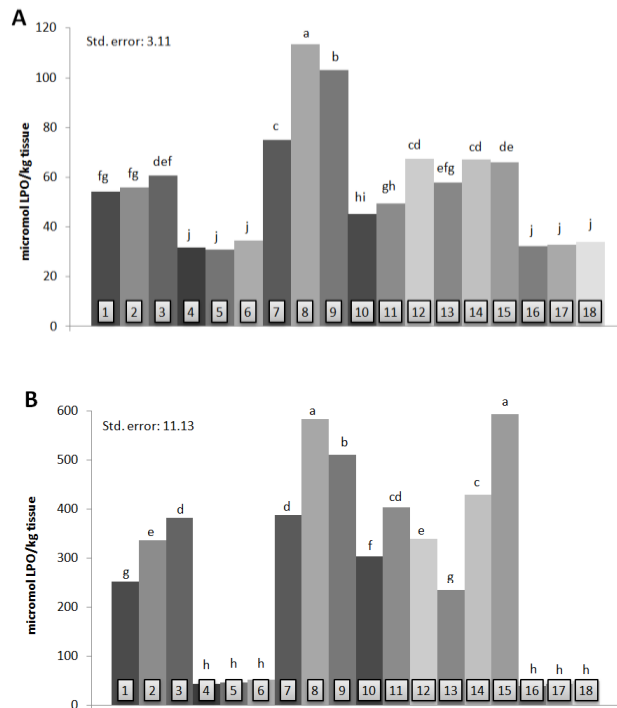 A
Std. error: 3.11
micromol LPO/kg tissue
120
100
80
60
40
20
0
fg fg def j j j c a b hi gh cd efg cd de j j j
1 2 3 4 5 6 7 8 9 10 11 12 13 14 15 16 17 18
B
Std. error: 11.13
micromol LPO/kg tissue
600
500
400
300
200
100
0
g e d h h h d a b f cd e g c a h h h
1 2 3 4 5 6 7 8 9 10 11 12 13 14 15 16 17 18